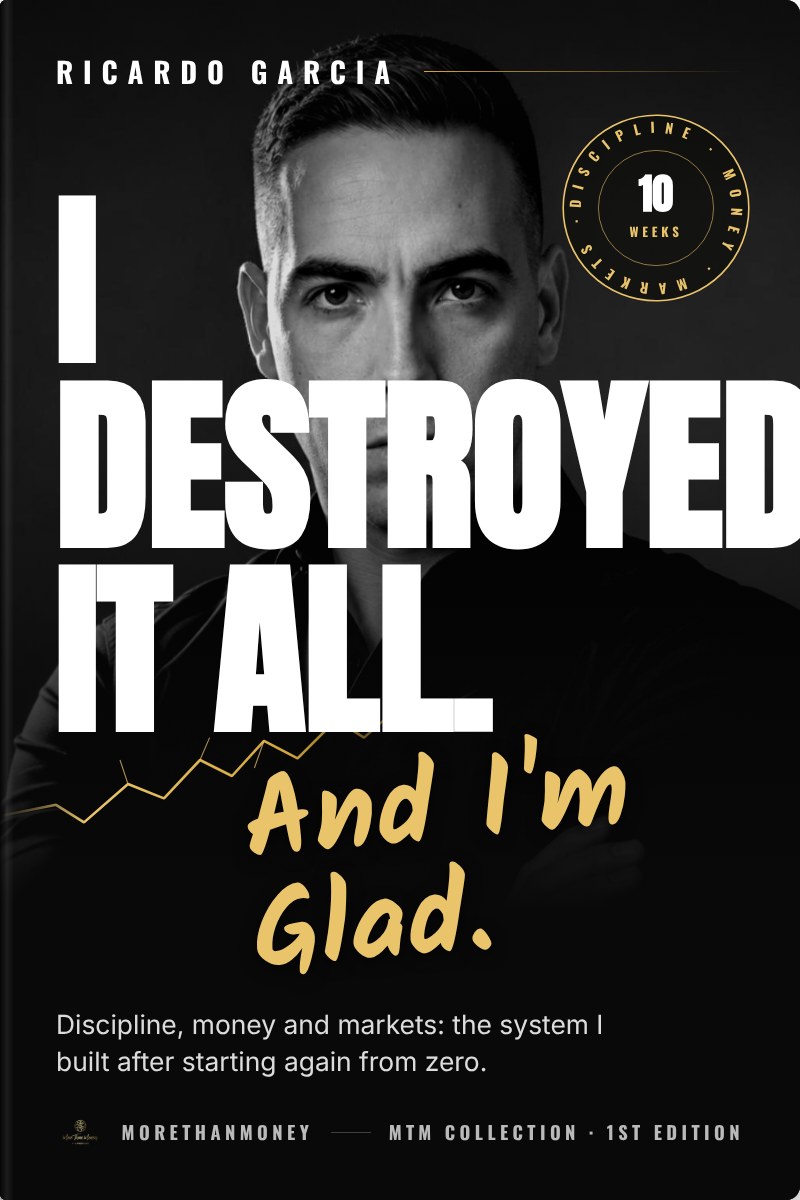 RICARDO GARCIA
DISCIPLINE · MONEY · MARKETS ·
10
WEEKS
I
DESTROYED
IT ALL.
And I'm
Glad.
Discipline, money and markets: the system I
built after starting again from zero.
MORETHANMONEY — MTM COLLECTION · 1ST EDITION